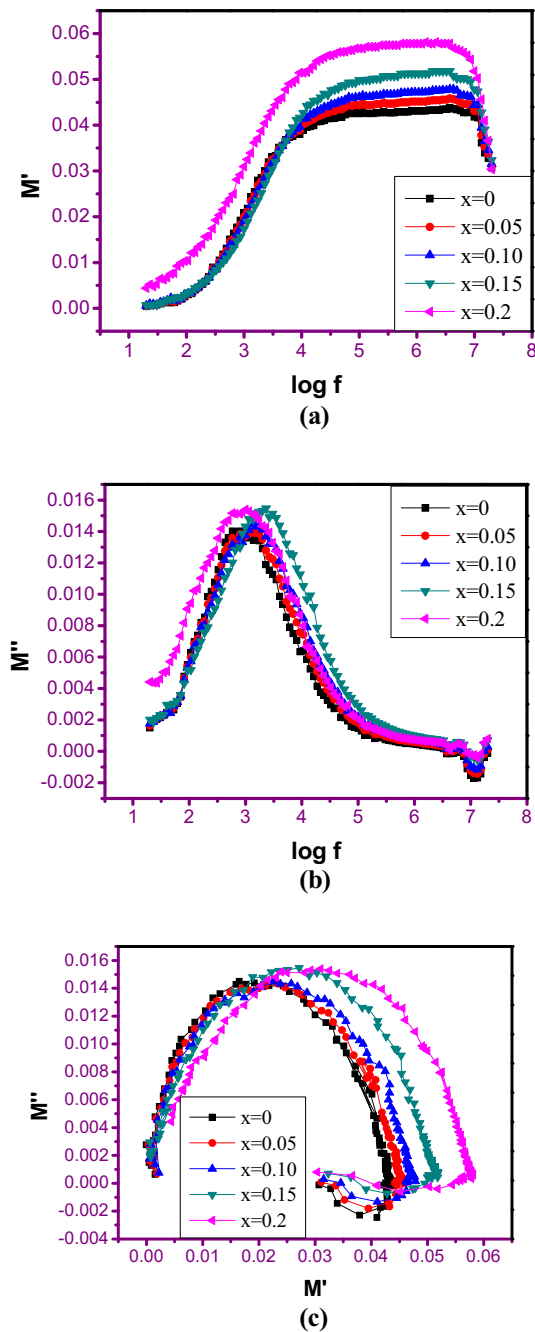 0.06
0.05
0.04
0.03
0.02
0.01
0.00
M'
x=0
x=0.05
x=0.10
x=0.15
x=0.2
1 2 3 4 5 6 7 8
log f
(a)
0.016
0.014
0.012
0.010
0.008
0.006
0.004
0.002
0.000
-0.002
M''
x=0
x=0.05
x=0.10
x=0.15
x=0.2
1 2 3 4 5 6 7 8
log f
(b)
0.016
0.014
0.012
0.010
0.008
0.006
0.004
0.002
0.000
-0.002
-0.004
M''
x=0
x=0.05
x=0.10
x=0.15
x=0.2
0.00 0.01 0.02 0.03 0.04 0.05 0.06
M'
(c)